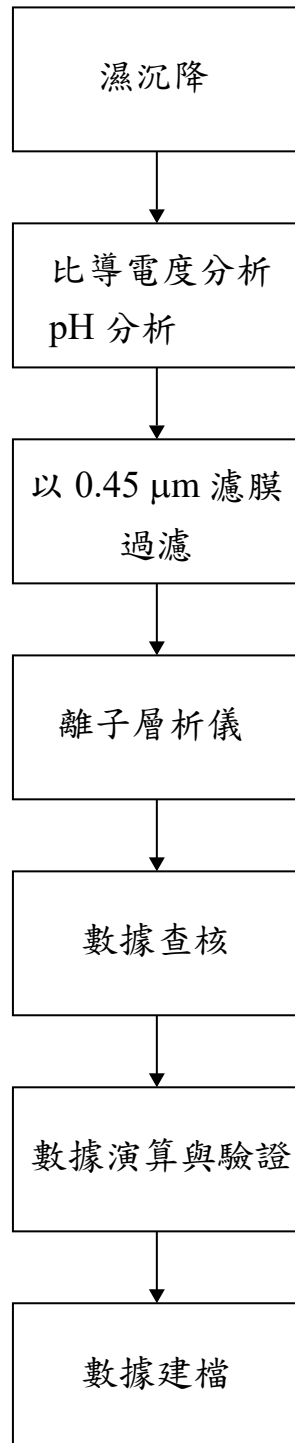 濕沉降
比導電度分析
pH 分析
以 0.45 μm 濾膜
過濾
離子層析儀
數據查核
數據演算與驗證
數據建檔